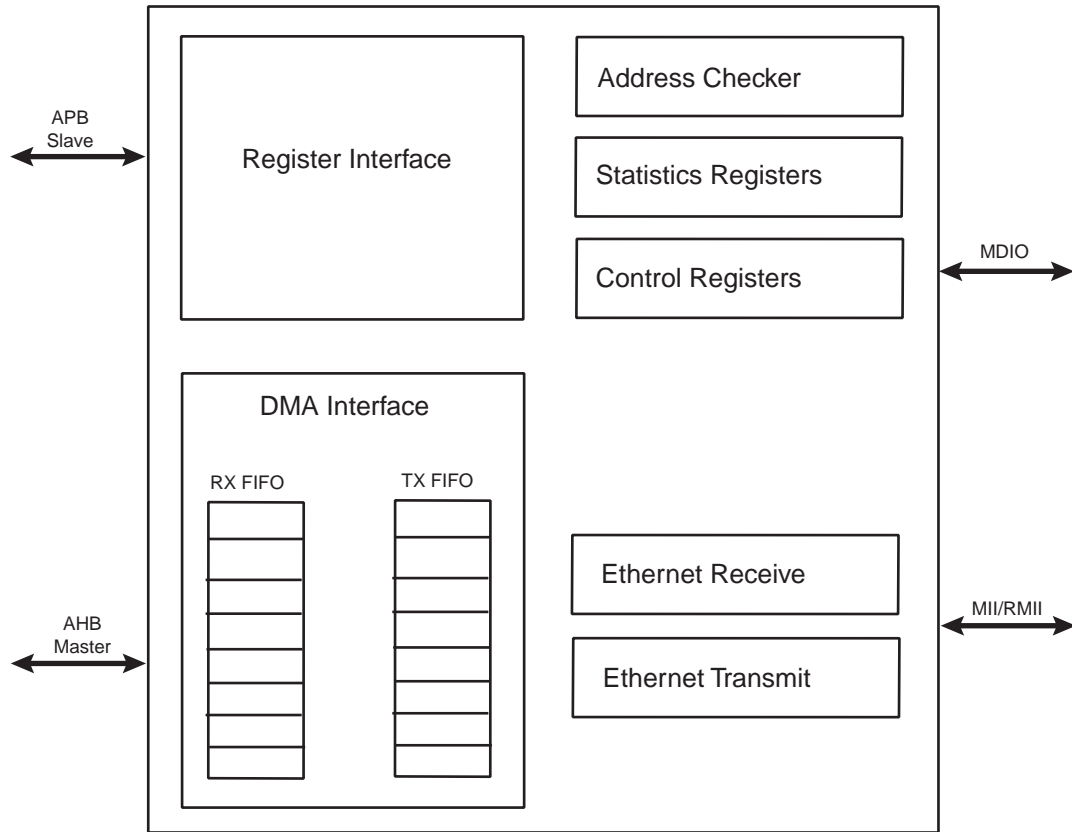 APB
Slave
Register Interface
Address Checker
Statistics Registers
Control Registers
MDIO
DMA Interface
RX FIFO
TX FIFO
AHB
Master
Ethernet Receive
Ethernet Transmit
MII/RMII